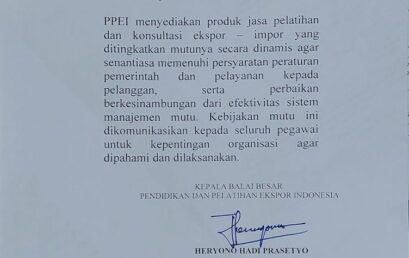 PPEI menyediakan produk jasa pelatihan
dan konsultasi ekspor – impor yang
ditingkatkan mutunya secara dinamis agar
senantiasa memenuhi persyaratan peraturan
pemerintah dan pelayanan kepada
pelanggan, serta perbaikan
berkesinambungan dari efektivitas sistem
manajemen mutu. Kebijakan mutu ini
dikomunikasikan kepada seluruh pegawai
untuk kepentingan organisasi agar
dipahami dan dilaksanakan.
KEPALA BALAI BESAR
PENDIDIKAN DAN PELATIHAN EKSPOR INDONESIA
HERYONO HADI PRASETYO